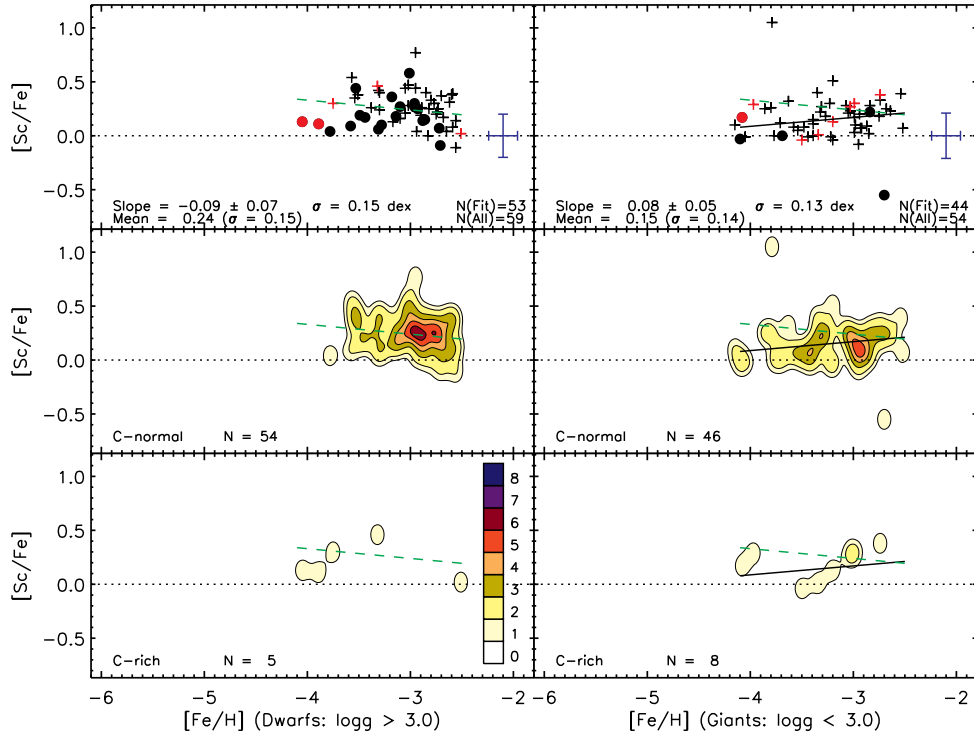 1.0
0.5
0.0
−0.5
[Sc/Fe]
Slope = −0.09 ± 0.07 σ = 0.15 dex N(Fit)=53
Mean = 0.24 (σ = 0.15) N(All)=59
Slope = 0.08 ± 0.05 σ = 0.13 dex N(Fit)=44
Mean = 0.15 (σ = 0.14) N(All)=54
1.0
0.5
0.0
−0.5
[Sc/Fe]
C−normal N = 54
C−normal N = 46
1.0
0.5
0.0
−0.5
[Sc/Fe]
8
7
6
5
4
3
2
1
0
C−rich N = 5
C−rich N = 8
−6 −5 −4 −3 −2
−6 −5 −4 −3 −2
[Fe/H] (Dwarfs: logg > 3.0)
[Fe/H] (Giants: logg < 3.0)